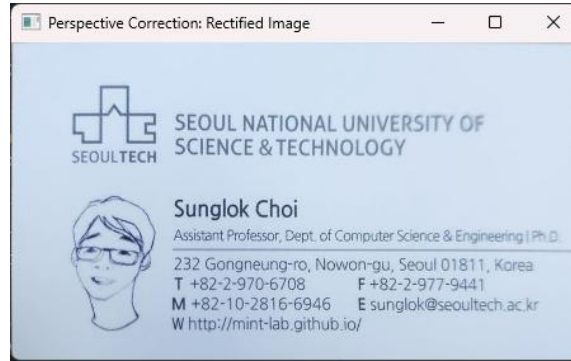 Perspective Correction: Rectified Image
SEOULTECH
SEOUL NATIONAL UNIVERSITY OF
SCIENCE & TECHNOLOGY
Sunglok Choi
Assistant Professor, Dept. of Computer Science & Engineering | Ph.D.
232 Gongneung-ro, Nowon-gu, Seoul 01811, Korea
T +82-2-970-6708 F +82-2-977-9441
M +82-10-2816-6946 E sunglok@seoultech.ac.kr
W http://mint-lab.github.io/